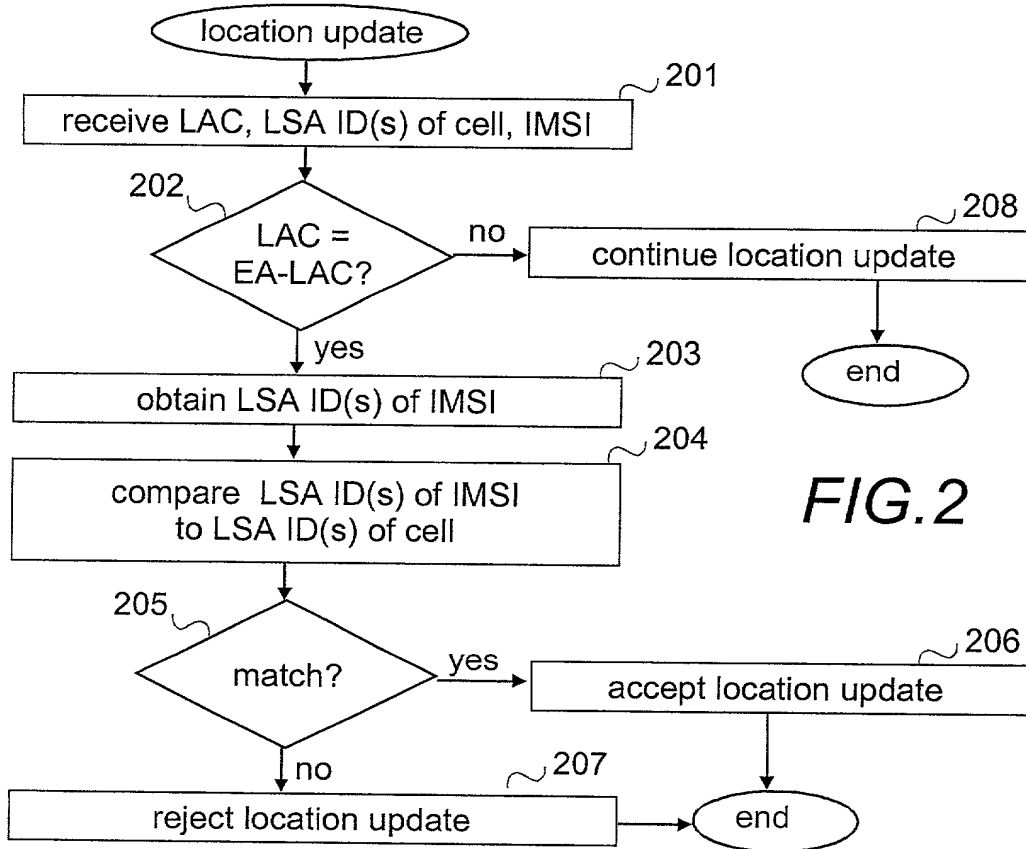 location update
201
receive LAC, LSA ID(s) of cell, IMSI
202
LAC =
EA-LAC?
no
208
continue location update
yes
end
203
obtain LSA ID(s) of IMSI
204
compare LSA ID(s) of IMSI
to LSA ID(s) of cell
FIG.2
205
match?
yes
206
accept location update
no
207
reject location update
end